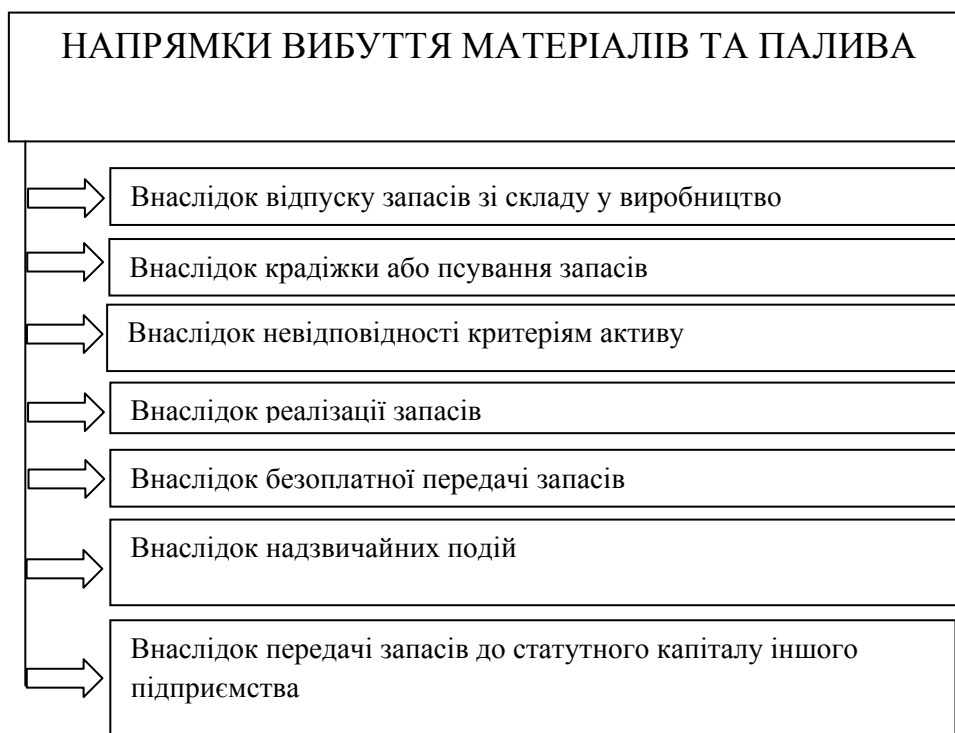 НАПРЯМКИ ВИБУТТЯ МАТЕРІАЛІВ ТА ПАЛИВА
Внаслідок відпуску запасів зі складу у виробництво
Внаслідок крадіжки або псування запасів
Внаслідок невідповідності критеріям активу
Внаслідок реалізації запасів
Внаслідок безоплатної передачі запасів
Внаслідок надзвичайних подій
Внаслідок передачі запасів до статутного капіталу іншого
підприємства